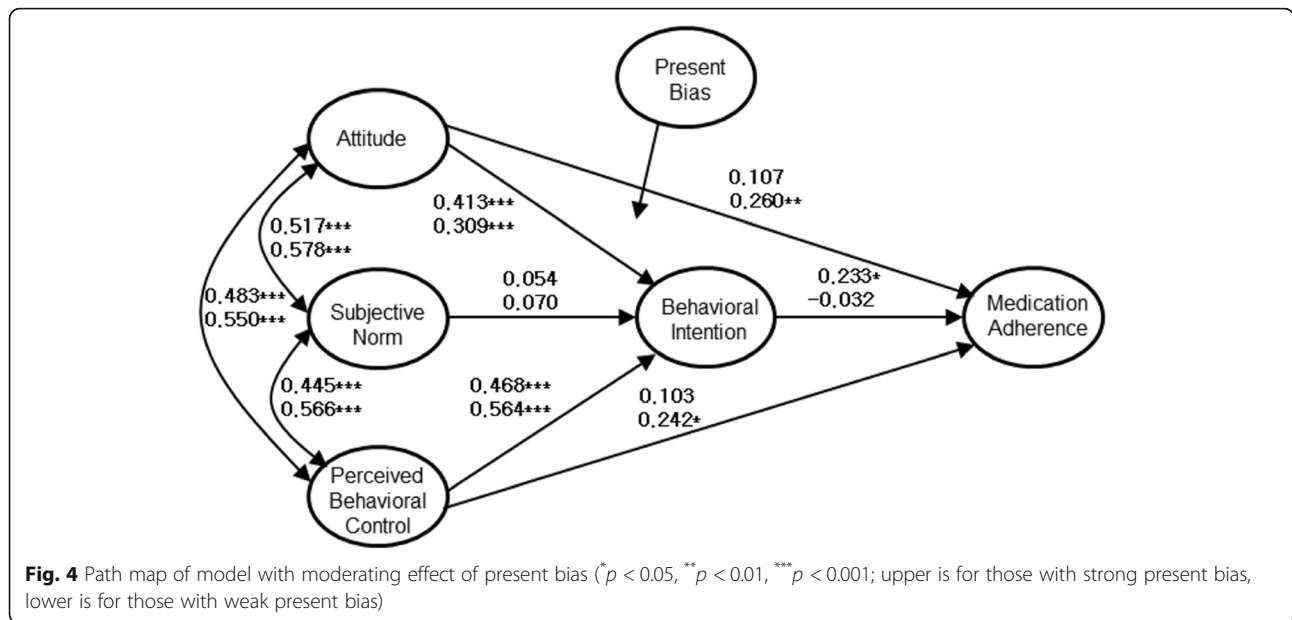 Present
Bias
Attitude
0.107
0.260**
0.413***
0.309***
0.517***
0.578***
0.054
0.070
0.233*
-0.032
0.483***
0.550***
Subjective
Norm
Behavioral
Intention
Medication
Adherence
0.445***
0.566***
0.468***
0.564***
0.103
0.242*
Perceived
Behavioral
Control
Fig. 4 Path map of model with moderating effect of present bias (*p < 0.05, **p < 0.01, ***p < 0.001; upper is for those with strong present bias,
lower is for those with weak present bias)